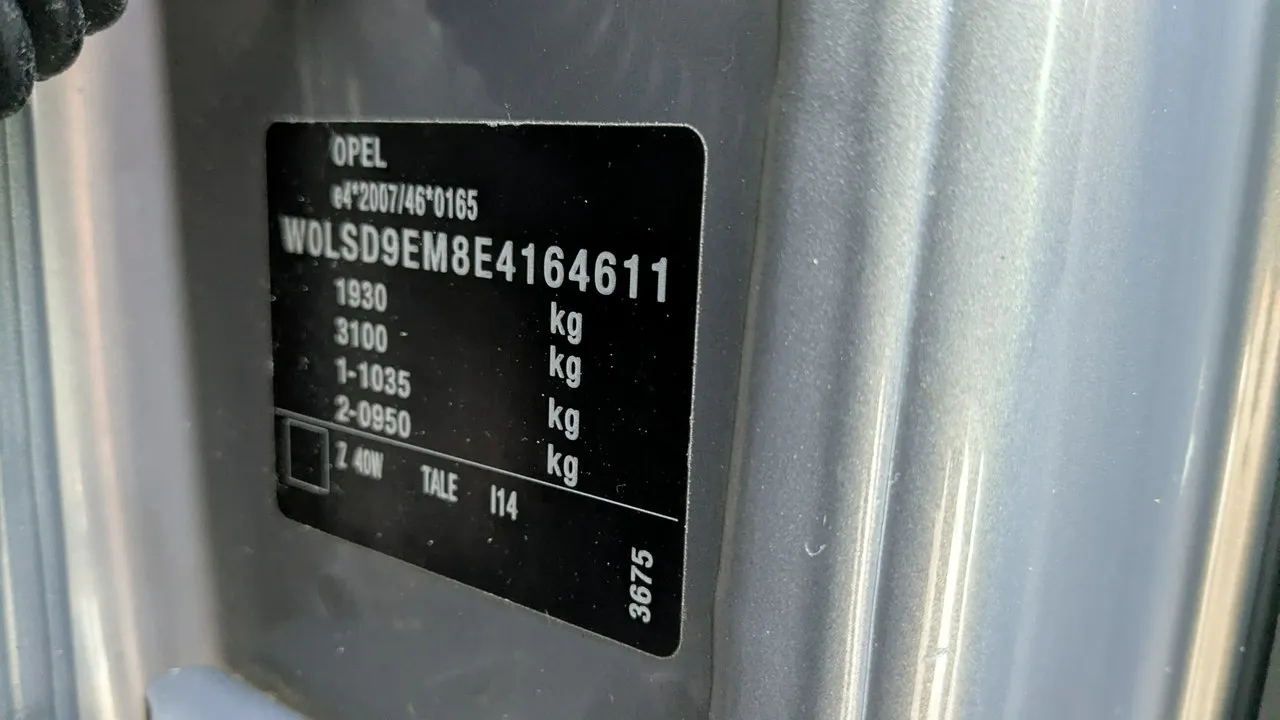 OPEL
e4*2007/46*0165
W0LSD9EM8E4164611
1930 kg
3100 kg
1-1035 kg
2-0950 kg
Z 40W TALE I14
3675